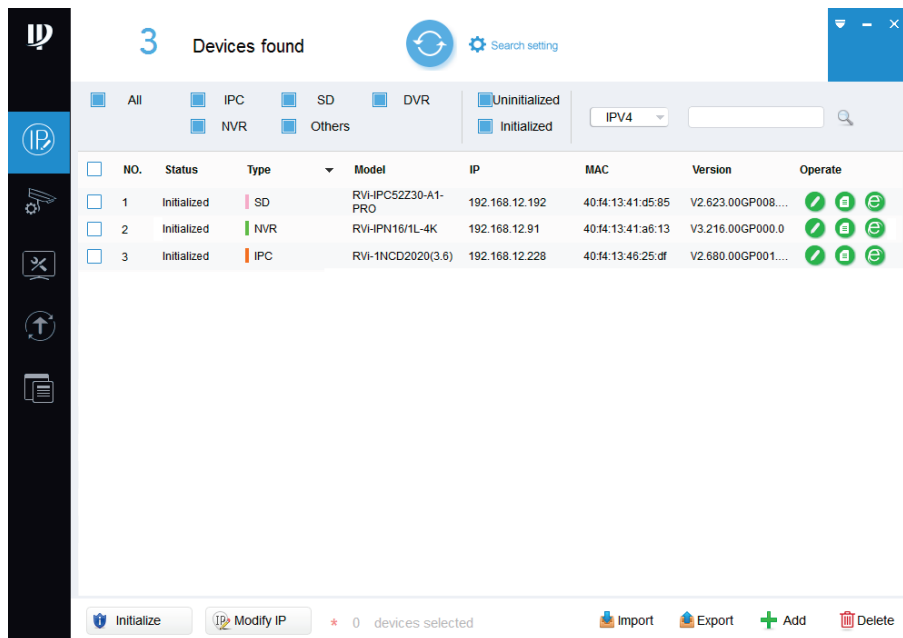 3 Devices found Search setting
All IPC SD DVR Uninitialized
NVR Others Initialized IPV4
NO. Status Type Model IP MAC Version Operate
1 Initialized SD RVi-IPC52Z30-A1-
PRO 192.168.12.192 40:f4:13:41:d5:85 V2.623.00GP008....
2 Initialized NVR RVi-IPN16/1L-4K 192.168.12.91 40:f4:13:41:a6:13 V3.216.00GP000.0
3 Initialized IPC RVi-1NCD2020(3.6) 192.168.12.228 40:f4:13:46:25:df V2.680.00GP001....
Initialize Modify IP * 0 devices selected Import Export Add Delete